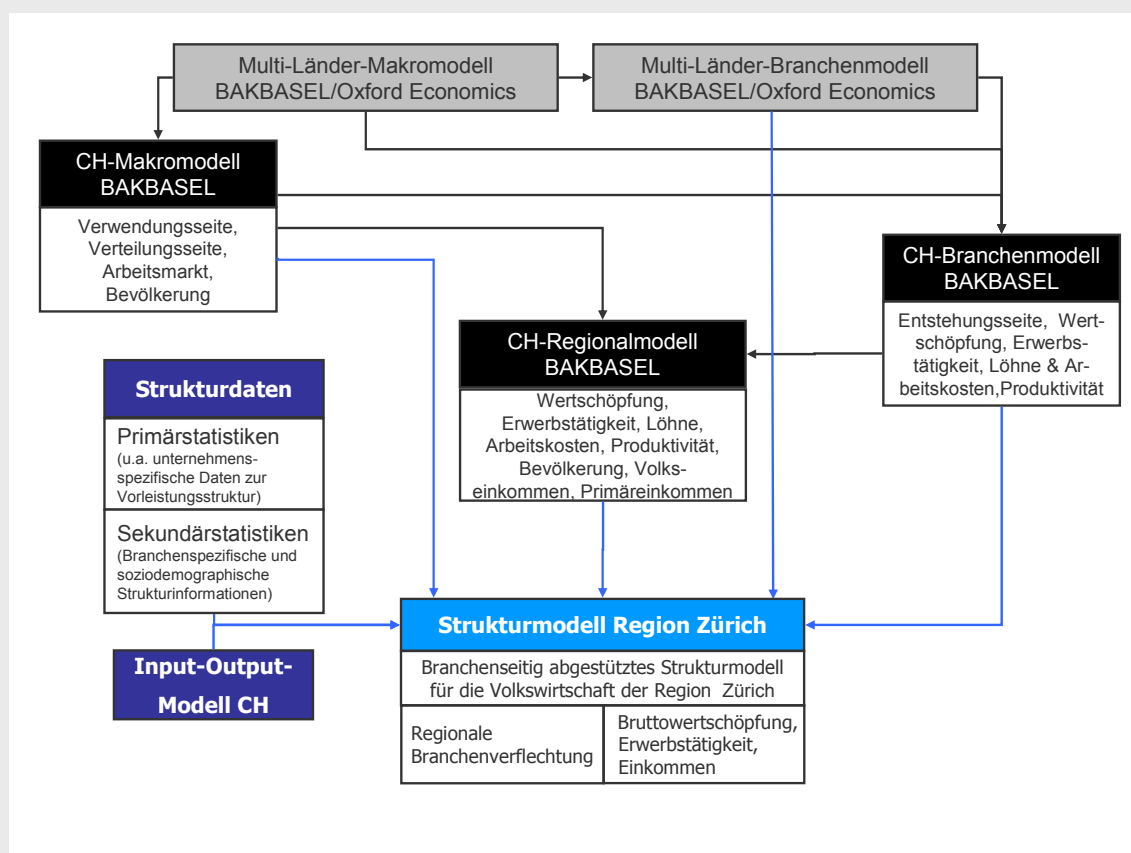 Multi-Länder-Makromodell
BAKBASEL/Oxford Economics
Multi-Länder-Branchenmodell
BAKBASEL/Oxford Economics
CH-Makromodell
BAKBASEL
Verwendungsseite,
Verteilungsseite,
Arbeitsmarkt,
Bevölkerung
CH-Branchenmodell
BAKBASEL
Entstehungsseite, Wert-
schöpfung, Erwerbs-
tätigkeit, Löhne & Ar-
beitskosten,Produktivität
CH-Regionalmodell
BAKBASEL
Wertschöpfung,
Erwerbstätigkeit, Löhne,
Arbeitskosten, Produktivität,
Bevölkerung, Volks-
einkommen, Primäreinkommen
Strukturdaten
Primärstatistiken
(u.a. unternehmens-
spezifische Daten zur
Vorleistungsstruktur)
Sekundärstatistiken
(Branchenspezifische und
soziodemographische
Strukturinformationen)
Input-Output-
Modell CH
Strukturmodell Region Zürich
Branchenseitig abgestütztes Strukturmodell
für die Volkswirtschaft der Region Zürich
Regionale
Branchenverflechtung
Bruttowertschöpfung,
Erwerbstätigkeit,
Einkommen